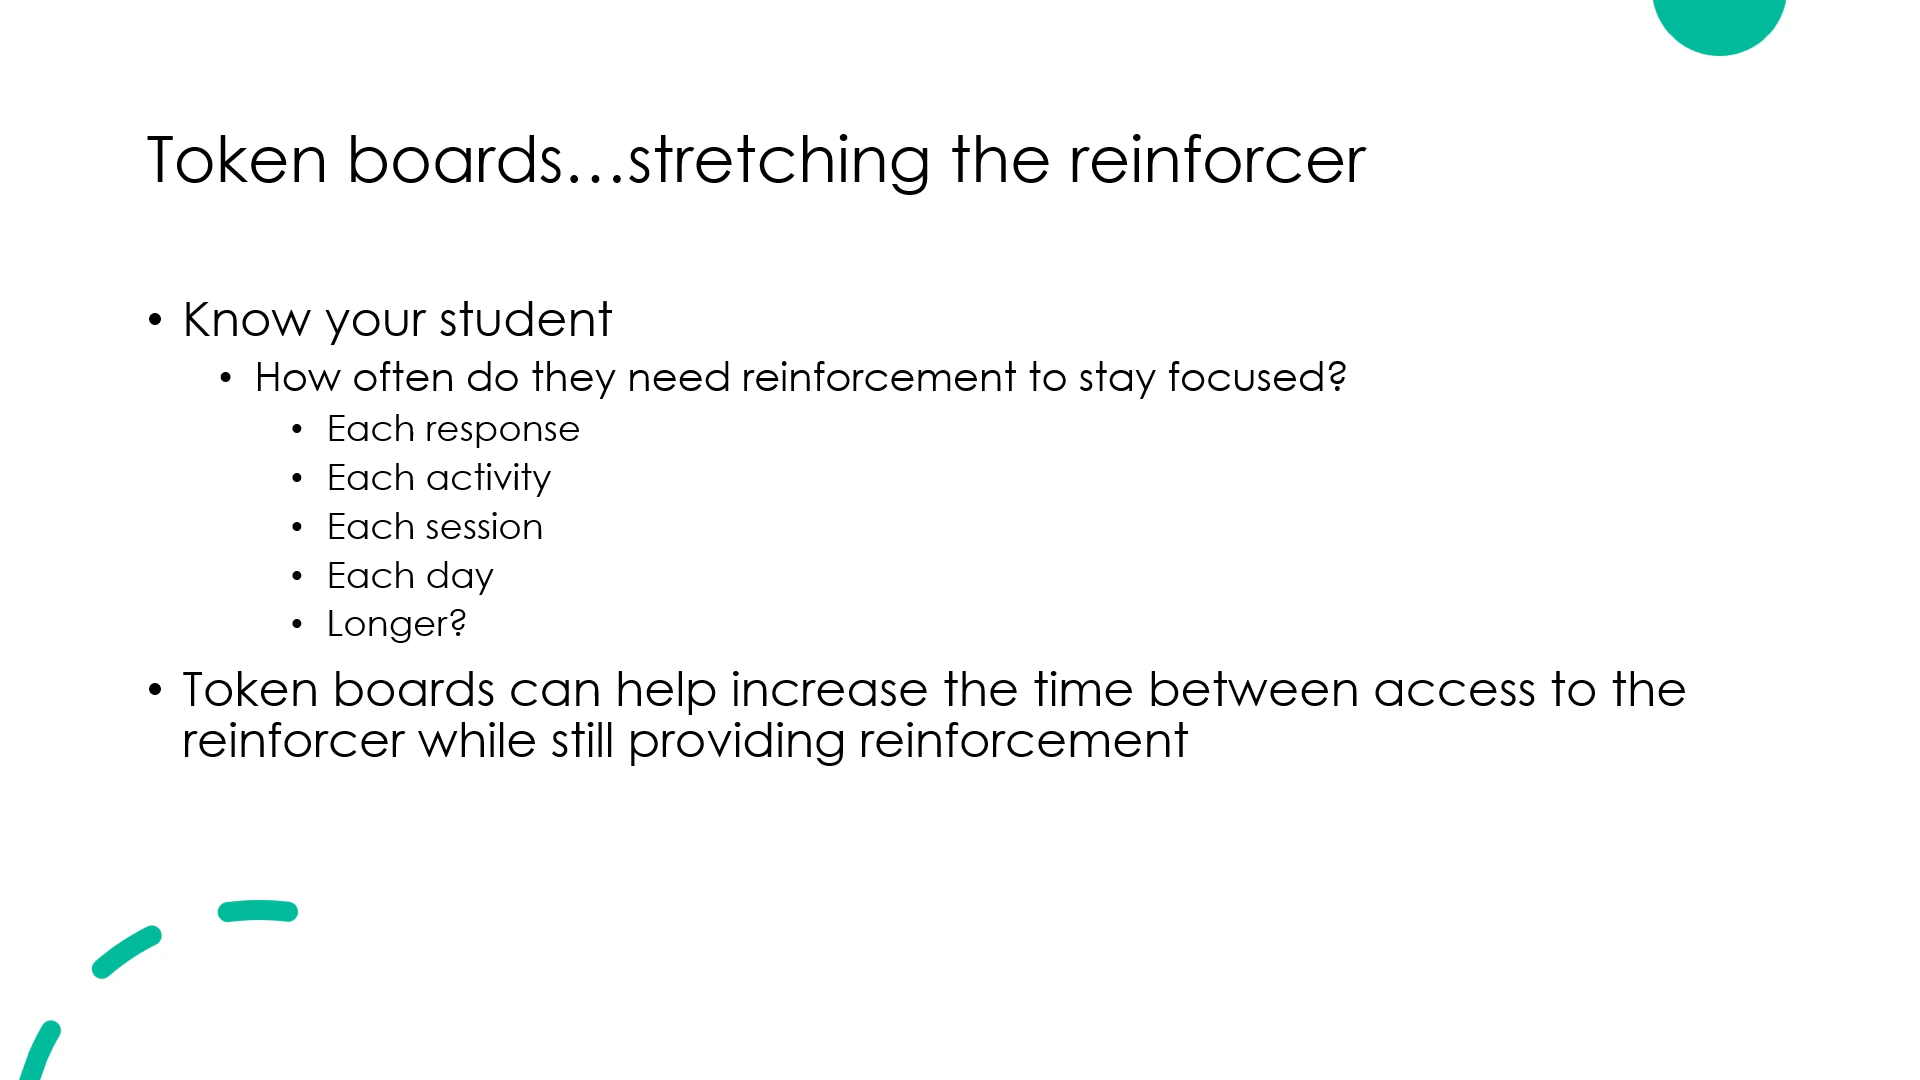 Token boards…stretching the reinforcer
• Know your student
• How often do they need reinforcement to stay focused?
• Each response
• Each activity
• Each session
• Each day
• Longer?
• Token boards can help increase the time between access to the
reinforcer while still providing reinforcement